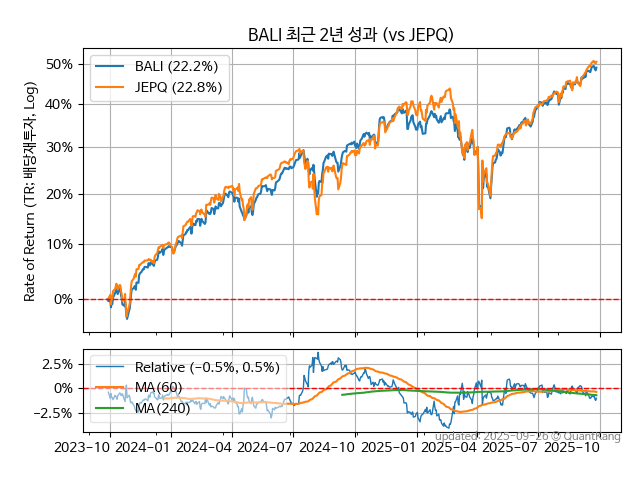 BALI 최근 2년 성과 (vs JEPQ)
Rate of Return (TR: 배당재투자, Log)
50%
40%
30%
20%
10%
0%
BALI (22.2%)
JEPQ (22.8%)
2.5%
0%
−2.5%
Relative (−0.5%, 0.5%)
MA(60)
MA(240)
2023-10 2024-01 2024-04 2024-07 2024-10 2025-01 2025-04 2025-07 2025-10
updated: 2025-09-26 © QuantKang